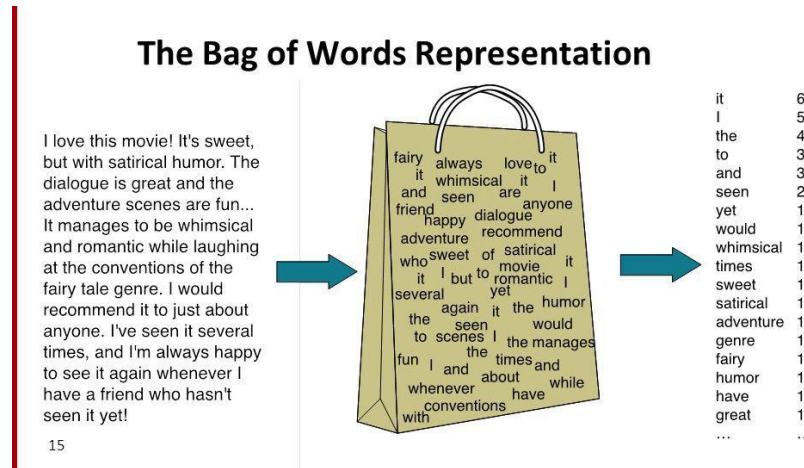 The Bag of Words Representation
I love this movie! It's sweet,
but with satirical humor. The
dialogue is great and the
adventure scenes are fun...
It manages to be whimsical
and romantic while laughing
at the conventions of the
fairy tale genre. I would
recommend it to just about
anyone. I've seen it several
times, and I'm always happy
to see it again whenever I
have a friend who hasn't
seen it yet!
15
fairy always love to it
it whimsical it I
and seen are anyone
friend happy dialogue
adventure recommend
who sweet of satirical
it I but to movie it
romantic I
several yet
again it the humor
the seen would
to scenes I the manages
fun the times and
I and about while
whenever have
conventions
with
it 6
I 5
the 4
to 3
and 3
seen 2
yet 1
would 1
whimsical 1
times 1
sweet 1
satirical 1
adventure 1
genre 1
fairy 1
humor 1
have 1
great 1
...